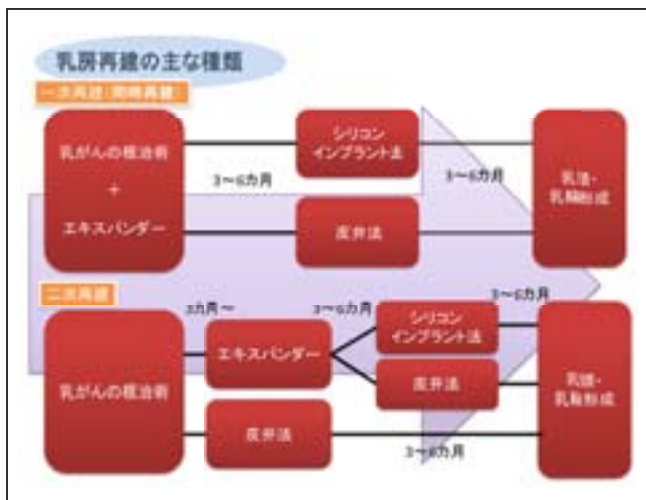 乳房再建の主な種類
一次再建(同時再建)
乳がんの根治術
+
エキスパンダー
3〜6カ月
シリコン
インプラント法
皮弁法
3〜6カ月
乳頭・
乳輪形成
二次再建
乳がんの根治術
3カ月〜
エキスパンダー
皮弁法
3〜6カ月
シリコン
インプラント法
皮弁法
3〜6カ月
3〜6カ月
乳頭・
乳輪形成